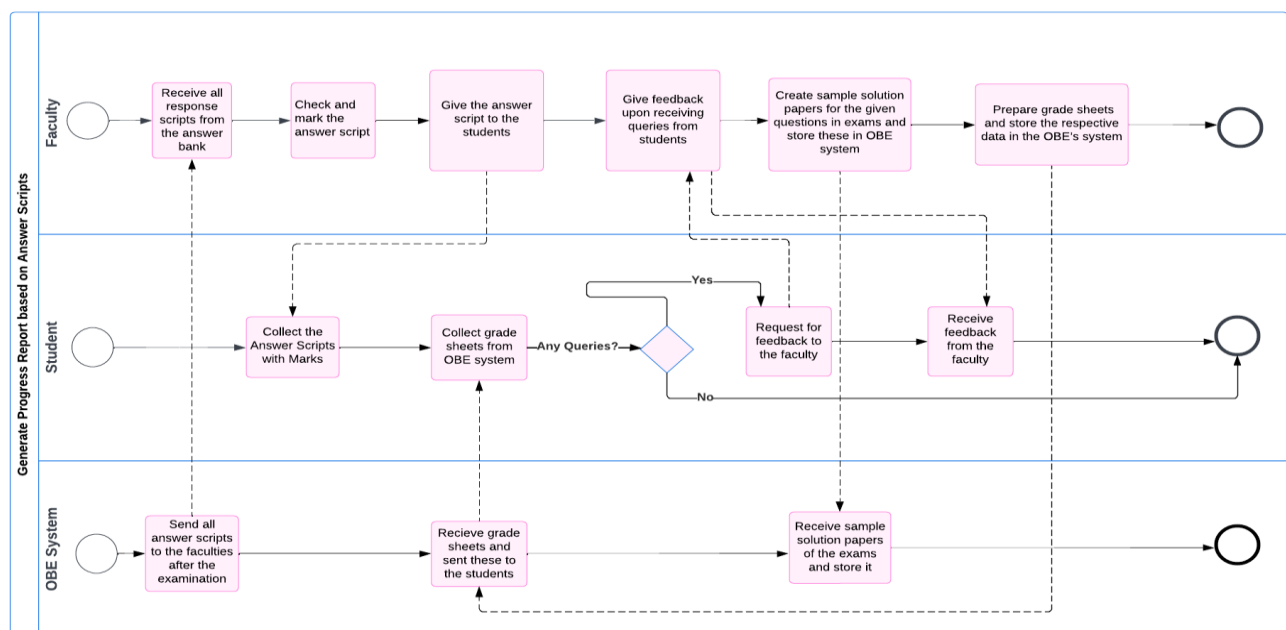 Generate Progress Report based on Answer Scripts
Faculty
Receive all
response
scripts from
the answer
bank
Check and
mark the
answer script
Give the answer
script to the
students
Give feedback
upon receiving
queries from
students
Create sample solution
papers for the given
questions in exams and
store these in OBE
system
Prepare grade sheets
and store the respective
data in the OBE's system
Student
Collect the
Answer Scripts
with Marks
Collect grade
sheets from
OBE system
Any Queries?
Yes
No
Request for
feedback to
the faculty
Receive
feedback
from the
faculty
OBE System
Send all
answer scripts
to the faculties
after the
examination
Recieve grade
sheets and
sent these to
the students
Receive sample
solution papers
of the exams
and store it